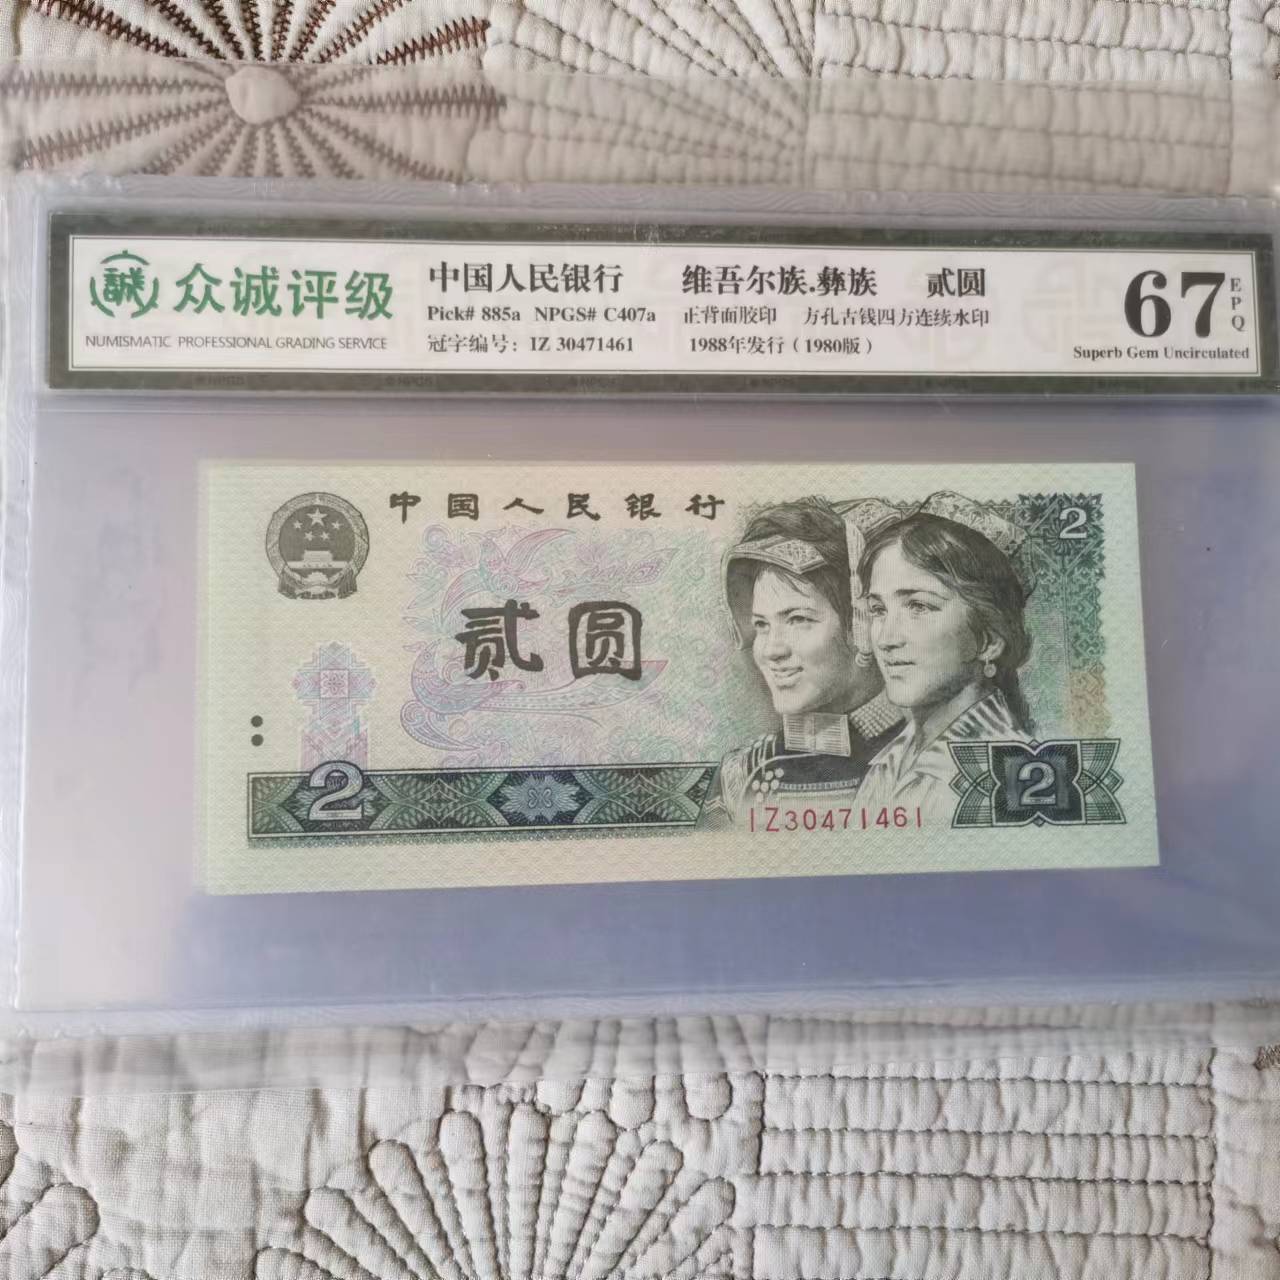 誠 众诚评级
NUMISMATIC PROFESSIONAL GRADING SERVICE
中国人民银行 维吾尔族.彝族 贰圆
Pick# 885a NPGS# C407a 正背面胶印 方孔古钱四方连续水印
冠字编号: IZ 30471461 1988年发行(1980版)
67 EPQ
Superb Gem Uncirculated
中国人民银行
2
贰圆
2
2
IZ30471461